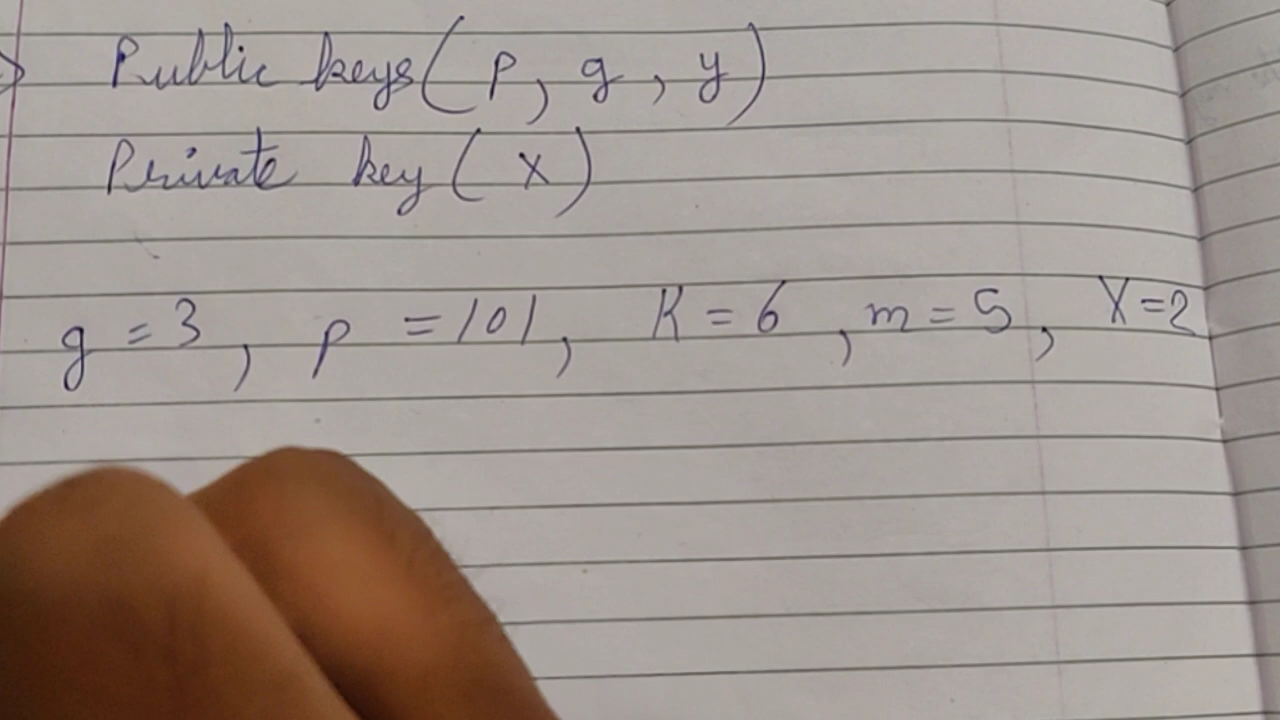 Public keys (p, g, y)
Private key (x)
g = 3, p = 101, K = 6, m = 5, X = 2